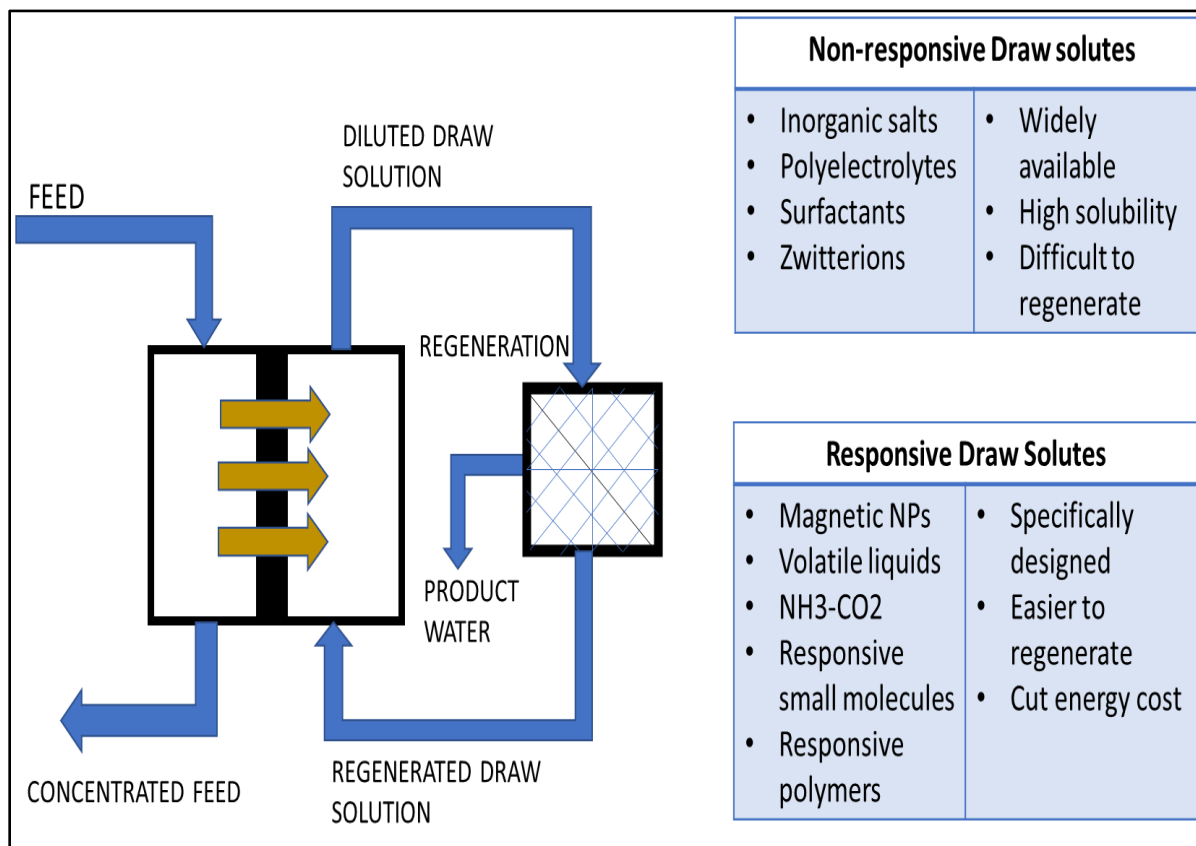 FEED
DILUTED DRAW
SOLUTION
REGENERATION
PRODUCT
WATER
CONCENTRATED FEED
REGENERATED DRAW
SOLUTION
Non-responsive Draw solutes
• Inorganic salts
• Polyelectrolytes
• Surfactants
• Zwitterions
• Widely
available
• High solubility
• Difficult to
regenerate
Responsive Draw Solutes
• Magnetic NPs
• Volatile liquids
• NH3-CO2
• Responsive
small molecules
• Responsive
polymers
• Specifically
designed
• Easier to
regenerate
• Cut energy cost